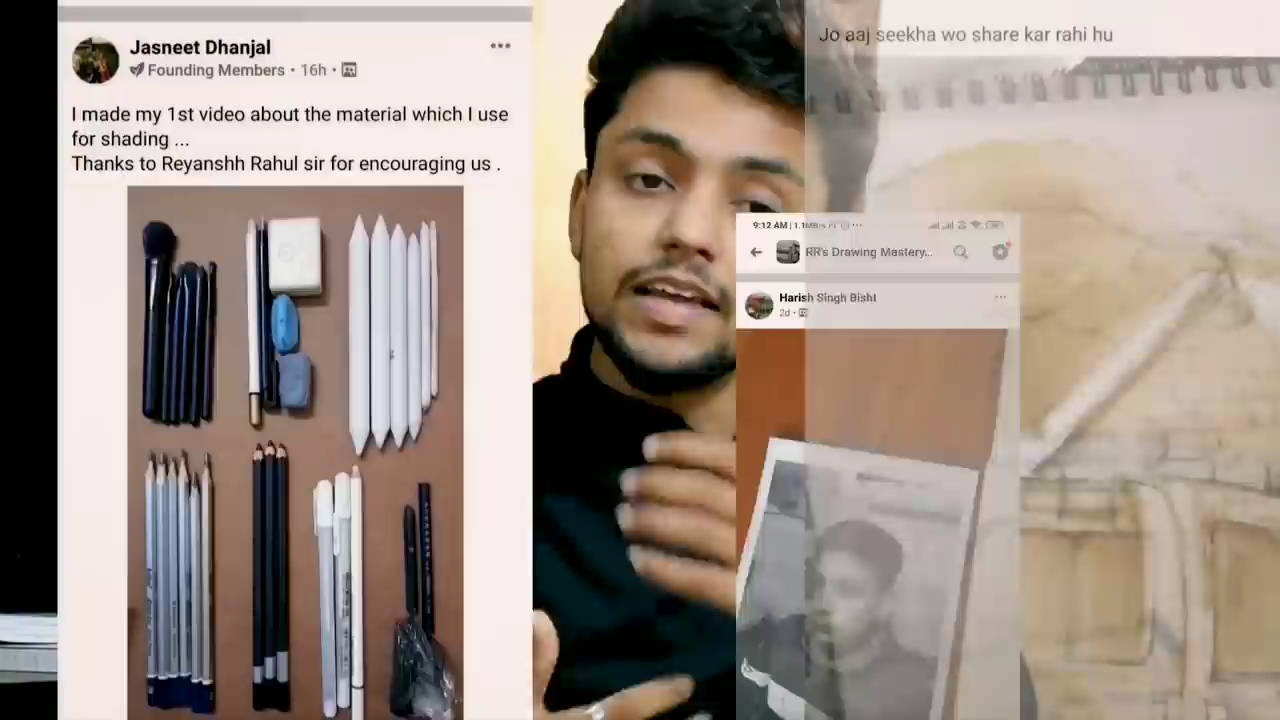 Jasneet Dhanjal
Founding Members • 16h •
I made my 1st video about the material which I use
for shading ...
Thanks to Reyanshh Rahul sir for encouraging us .
Jo aaj seekha wo share kar rahi hu
9:12 AM
RR's Drawing Mastery...
Harish Singh Bisht
2d •